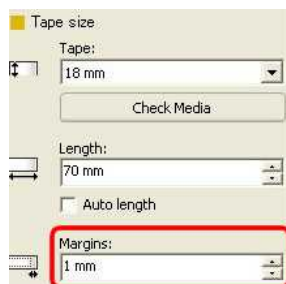 Tape size
Tape:
18 mm
Check Media
Length:
70 mm
Auto length
Margins:
1 mm